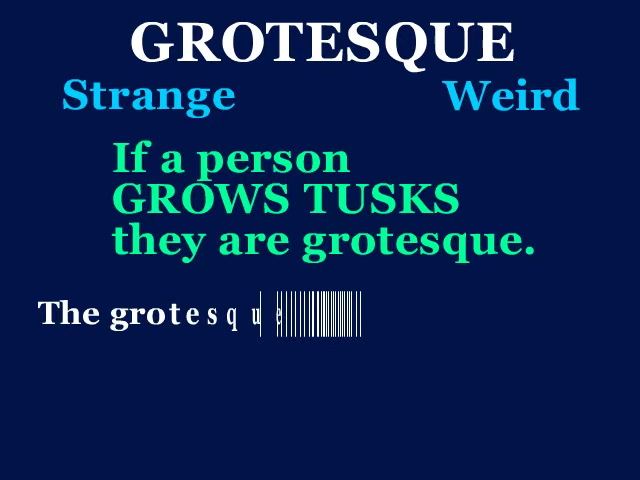 GROTESQUE
Strange Weird
If a person
GROWS TUSKS
they are grotesque.
The grotesque